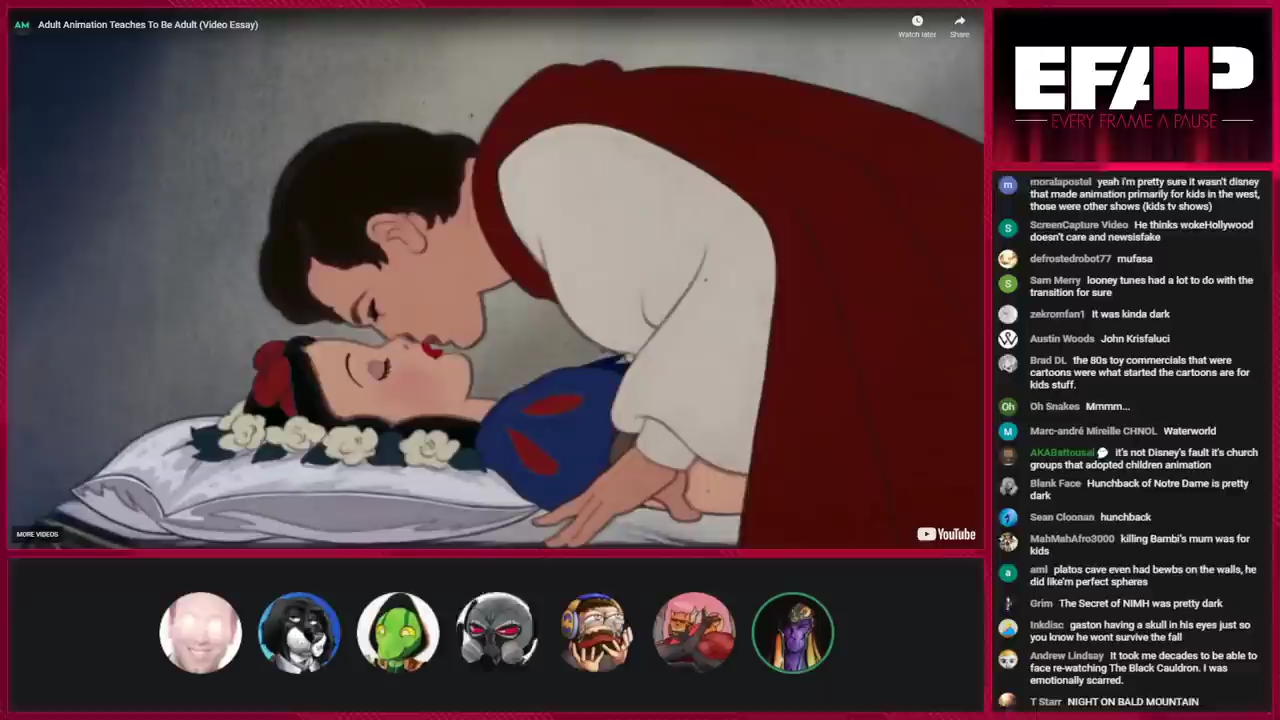 AM Adult Animation Teaches To Be Adult (Video Essay)
Watch later
Share
MORE VIDEOS
YouTube
EFAP
EVERY FRAME A PAUSE
m moralapostel yeah i'm pretty sure it wasn't disney
that made animation primarily for kids in the west,
those were other shows (kids tv shows)
S ScreenCapture Video He thinks wokeHollywood
doesn't care and newsisfake
defrostedrobot77 mufasa
S Sam Merry looney tunes had a lot to do with the
transition for sure
zekromfan1 It was kinda dark
Austin Woods John Krisfaluci
Brad DL the 80s toy commercials that were
cartoons were what started the cartoons are for
kids stuff.
Oh Oh Snakes Mmmm...
M Marc-andré Mireille CHNOL Waterworld
AKABattousai it's not Disney's fault it's church
groups that adopted children animation
Blank Face Hunchback of Notre Dame is pretty
dark
Sean Cloonan hunchback
MahMahAfro3000 killing Bambi's mum was for
kids
a aml platos cave even had bewbs on the walls, he
did like'm perfect spheres
Grim The Secret of NIMH was pretty dark
Inkdisc gaston having a skull in his eyes just so
you know he wont survive the fall
Andrew Lindsay It took me decades to be able to
face re-watching The Black Cauldron. I was
emotionally scarred.
T Starr NIGHT ON BALD MOUNTAIN